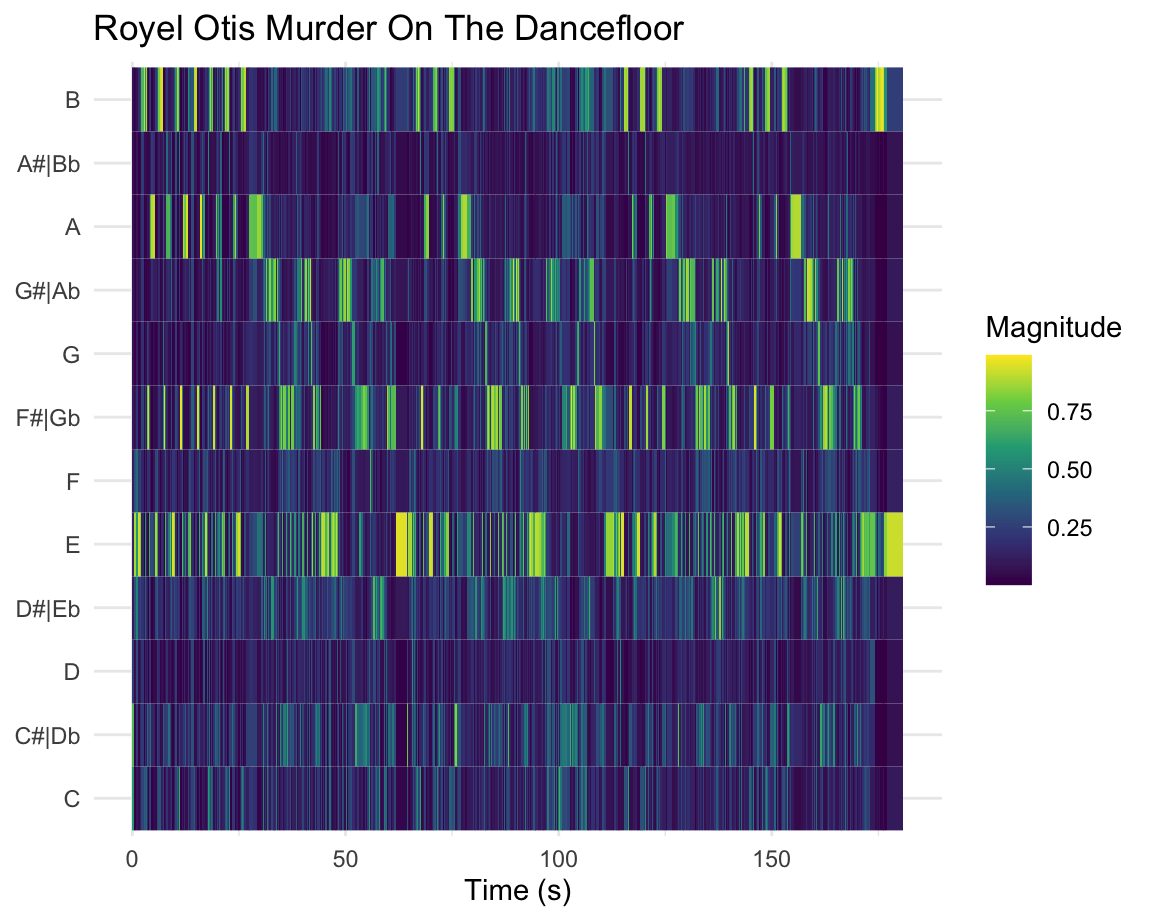 Royel Otis Murder On The Dancefloor
B
A#|Bb
A
G#|Ab
G
F#|Gb
F
E
D#|Eb
D
C#|Db
C
0 50 100 150
Time (s)
Magnitude
0.75
0.50
0.25